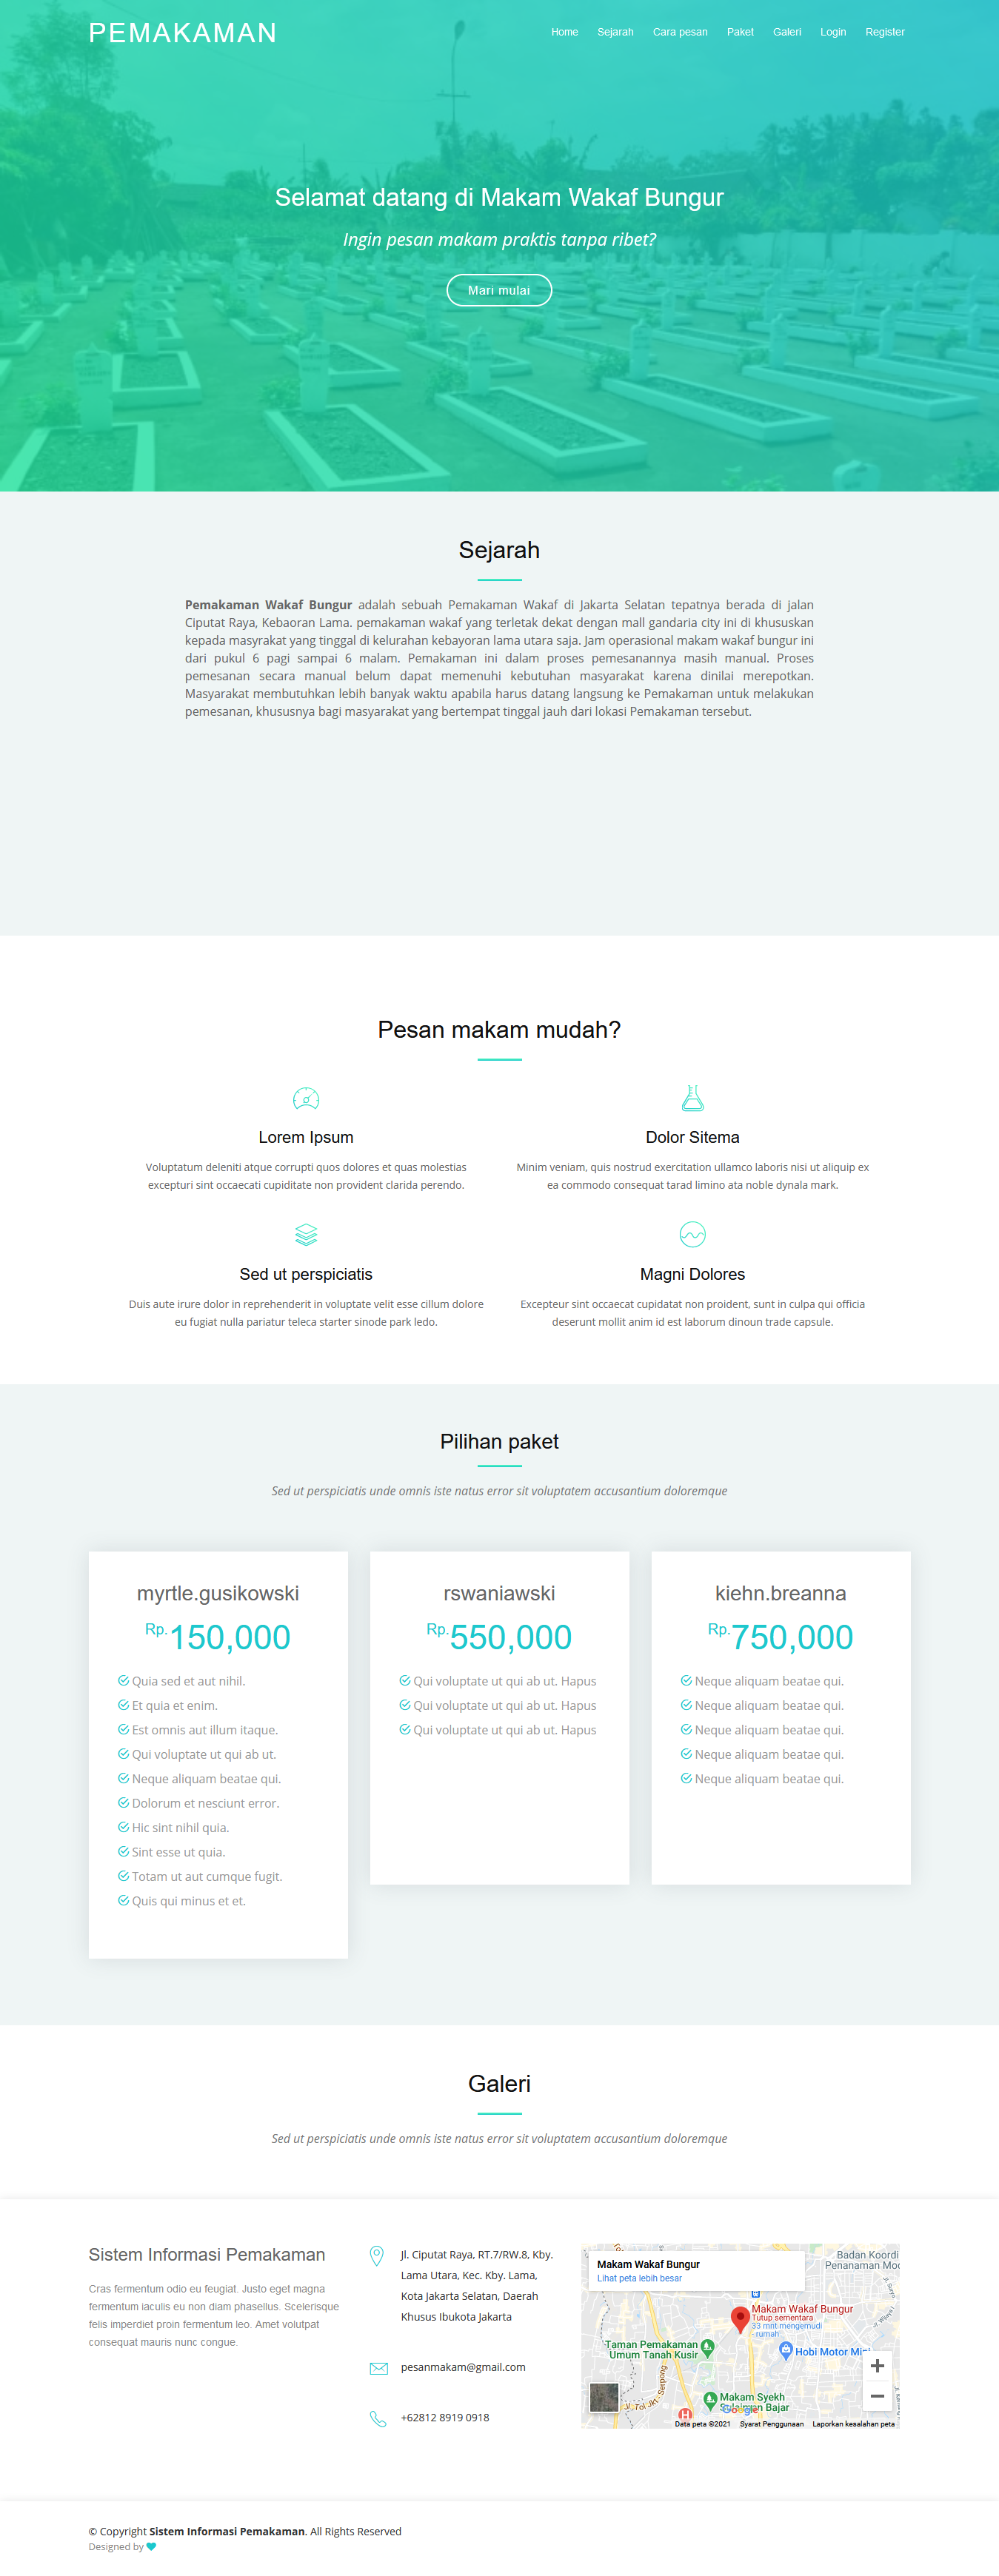 PEMAKAMAN
Home Sejarah Cara pesan Paket Galeri Login Register
Selamat datang di Makam Wakaf Bungur
Ingin pesan makam praktis tanpa ribet?
Mari mulai
Sejarah
Pemakaman Wakaf Bungur adalah sebuah Pemakaman Wakaf di Jakarta Selatan tepatnya berada di jalan
Ciputat Raya, Kebaoran Lama. pemakaman wakaf yang terletak dekat dengan mall gandaria city ini di khususkan
kepada masyrakat yang tinggal di kelurahan kebayoran lama utara saja. Jam operasional makam wakaf bungur ini
dari pukul 6 pagi sampai 6 malam. Pemakaman ini dalam proses pemesanannya masih manual. Proses
pemesanan secara manual belum dapat memenuhi kebutuhan masyarakat karena dinilai merepotkan.
Masyarakat membutuhkan lebih banyak waktu apabila harus datang langsung ke Pemakaman untuk melakukan
pemesanan, khususnya bagi masyarakat yang bertempat tinggal jauh dari lokasi Pemakaman tersebut.
Pesan makam mudah?
Lorem Ipsum
Voluptatum deleniti atque corrupti quos dolores et quas molestias
excepturi sint occaecati cupiditate non provident clarida perendo.
Dolor Sitema
Minim veniam, quis nostrud exercitation ullamco laboris nisi ut aliquip ex
ea commodo consequat tarad limino ata noble dynala mark.
Sed ut perspiciatis
Duis aute irure dolor in reprehenderit in voluptate velit esse cillum dolore
eu fugiat nulla pariatur teleca starter sinode park ledo.
Magni Dolores
Excepteur sint occaecat cupidatat non proident, sunt in culpa qui officia
deserunt mollit anim id est laborum dinoun trade capsule.
Pilihan paket
Sed ut perspiciatis unde omnis iste natus error sit voluptatem accusantium doloremque
myrtle.gusikowski
Rp.150,000
Quia sed et aut nihil.
Et quia et enim.
Est omnis aut illum itaque.
Qui voluptate ut qui ab ut.
Neque aliquam beatae qui.
Dolorum et nesciunt error.
Hic sint nihil quia.
Sint esse ut quia.
Totam ut aut cumque fugit.
Quis qui minus et et.
rswaniawski
Rp.550,000
Qui voluptate ut qui ab ut. Hapus
Qui voluptate ut qui ab ut. Hapus
Qui voluptate ut qui ab ut. Hapus
kiehn.breanna
Rp.750,000
Neque aliquam beatae qui.
Neque aliquam beatae qui.
Neque aliquam beatae qui.
Neque aliquam beatae qui.
Neque aliquam beatae qui.
Galeri
Sed ut perspiciatis unde omnis iste natus error sit voluptatem accusantium doloremque
Sistem Informasi Pemakaman
Cras fermentum odio eu feugiat. Justo eget magna
fermentum iaculis eu non diam phasellus. Scelerisque
felis imperdiet proin fermentum leo. Amet volutpat
consequat mauris nunc congue.
Jl. Ciputat Raya, RT.7/RW.8, Kby.
Lama Utara, Kec. Kby. Lama,
Kota Jakarta Selatan, Daerah
Khusus Ibukota Jakarta
pesanmakam@gmail.com
+62812 8919 0918
Makam Wakaf Bungur
Lihat peta lebih besar
Badan Koordi
Penanaman Mod
Makam Wakaf Bungur
Tutup sementara
33 mnt mengemudi
- rumah
Taman Pemakaman
Umum Tanah Kusir
Hobi Motor Mini
Jl. Tol Jkt. - Serpong
Makam Syekh
Sulaiman Bajar
Google
Data peta ©2021 Syarat Penggunaan Laporkan kesalahan peta
© Copyright Sistem Informasi Pemakaman. All Rights Reserved
Designed by